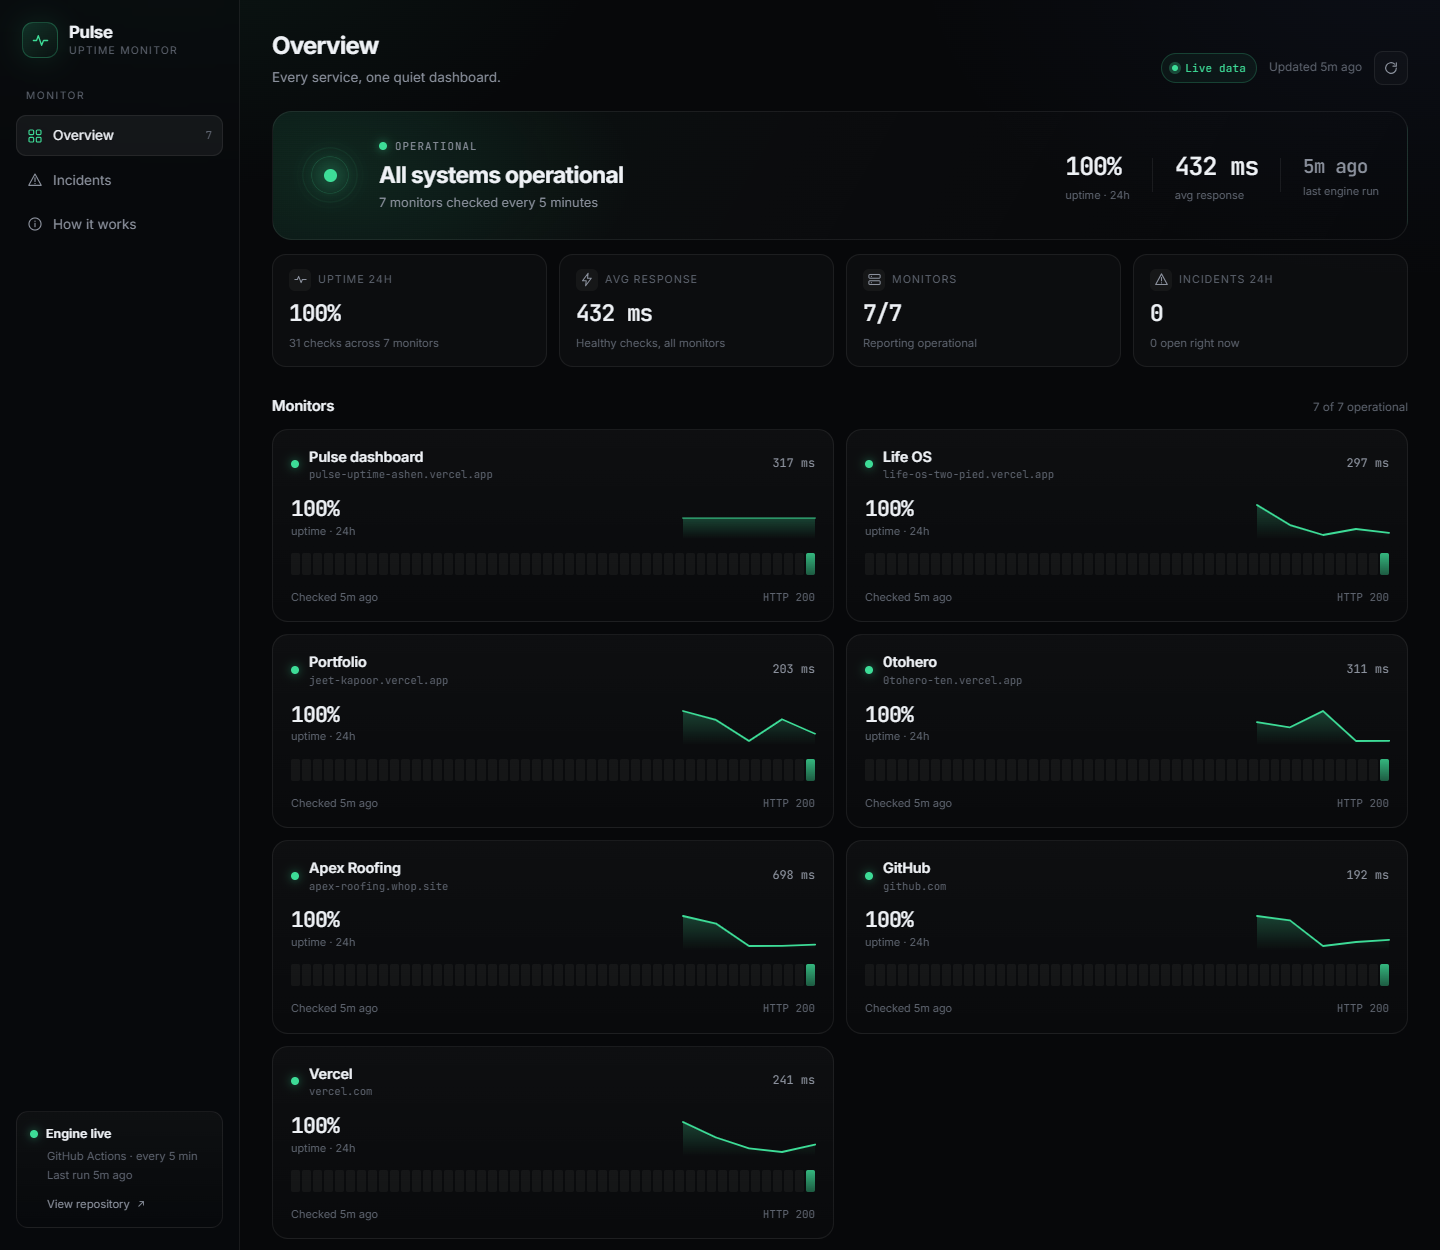 Pulse
UPTIME MONITOR
MONITOR
Overview 7
Incidents
How it works
Engine live
GitHub Actions · every 5 min
Last run 5m ago
View repository ↗
Overview
Every service, one quiet dashboard.
Live data Updated 5m ago
OPERATIONAL
All systems operational
7 monitors checked every 5 minutes
100% 432 ms 5m ago
uptime · 24h avg response last engine run
UPTIME 24H
100%
31 checks across 7 monitors
AVG RESPONSE
432 ms
Healthy checks, all monitors
MONITORS
7/7
Reporting operational
INCIDENTS 24H
0
0 open right now
Monitors 7 of 7 operational
Pulse dashboard 317 ms
pulse-uptime-ashen.vercel.app
100%
uptime · 24h
Checked 5m ago HTTP 200
Life OS 297 ms
life-os-two-pied.vercel.app
100%
uptime · 24h
Checked 5m ago HTTP 200
Portfolio 203 ms
jeet-kapoor.vercel.app
100%
uptime · 24h
Checked 5m ago HTTP 200
0tohero 311 ms
0tohero-ten.vercel.app
100%
uptime · 24h
Checked 5m ago HTTP 200
Apex Roofing 698 ms
apex-roofing.whop.site
100%
uptime · 24h
Checked 5m ago HTTP 200
GitHub 192 ms
github.com
100%
uptime · 24h
Checked 5m ago HTTP 200
Vercel 241 ms
vercel.com
100%
uptime · 24h
Checked 5m ago HTTP 200